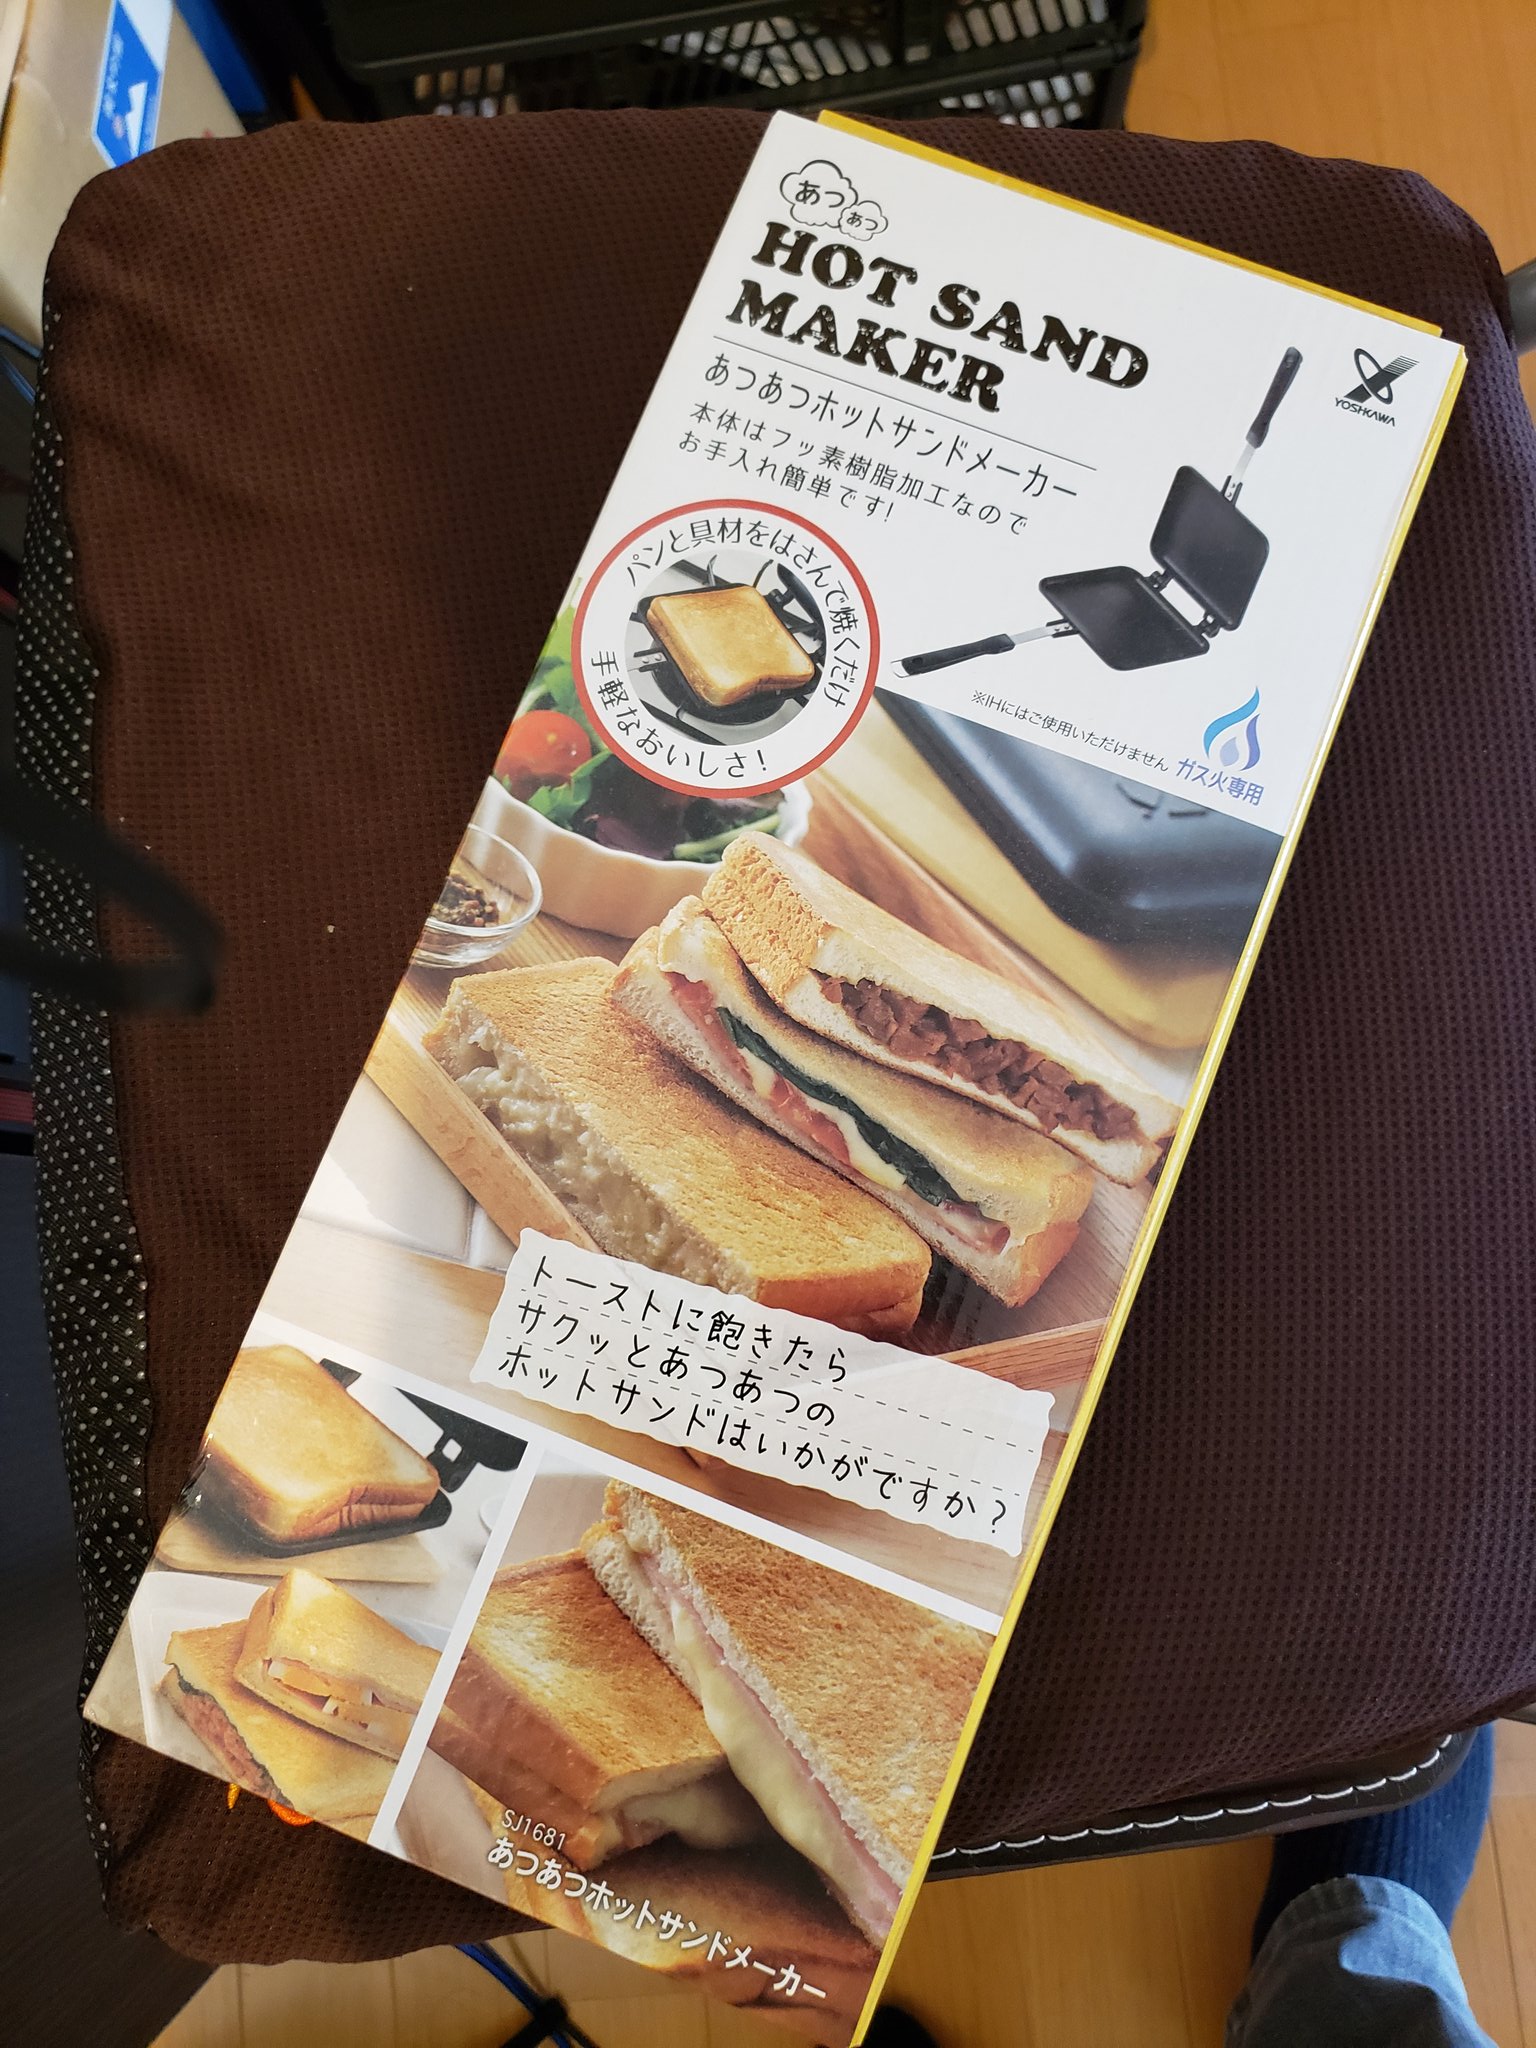 あつ
あつ
HOT SAND
MAKER
YOSHIKAWA
あつあつホットサンドメーカー
本体はフッ素樹脂加工なので
お手入れ簡単です!
パンと具材をはさんで焼くだけ
手軽なおいしさ!
※IHにはご使用いただけません
ガス火専用
トーストに飽きたら
サクッとあつあつの
ホットサンドはいかがですか?
SJ1681
あつあつホットサンドメーカー